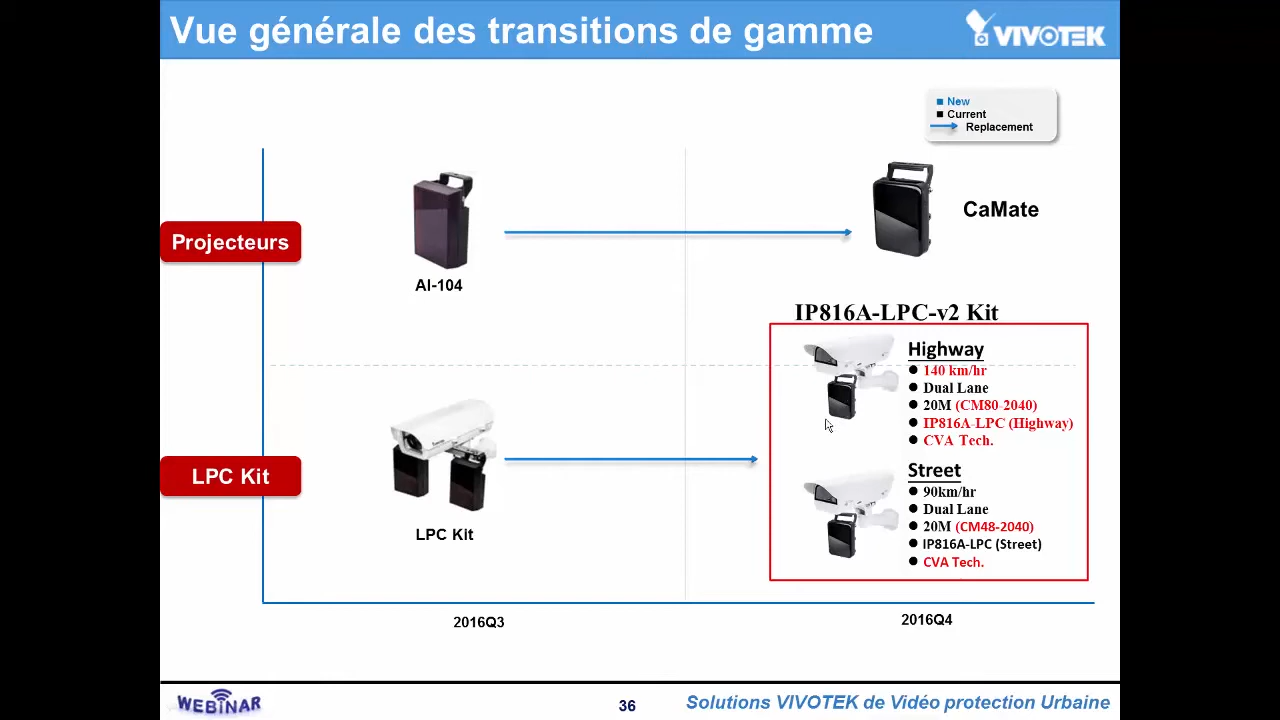 Vue générale des transitions de gamme
VIVOTEK
New
Current
Replacement
Projecteurs
AI-104
CaMate
IP816A-LPC-v2 Kit
Highway
140 km/hr
Dual Lane
20M (CM80-2040)
IP816A-LPC (Highway)
CVA Tech.
LPC Kit
LPC Kit
Street
90km/hr
Dual Lane
20M (CM48-2040)
IP816A-LPC (Street)
CVA Tech.
2016Q3
2016Q4
WEBINAR
36
Solutions VIVOTEK de Vidéo protection Urbaine